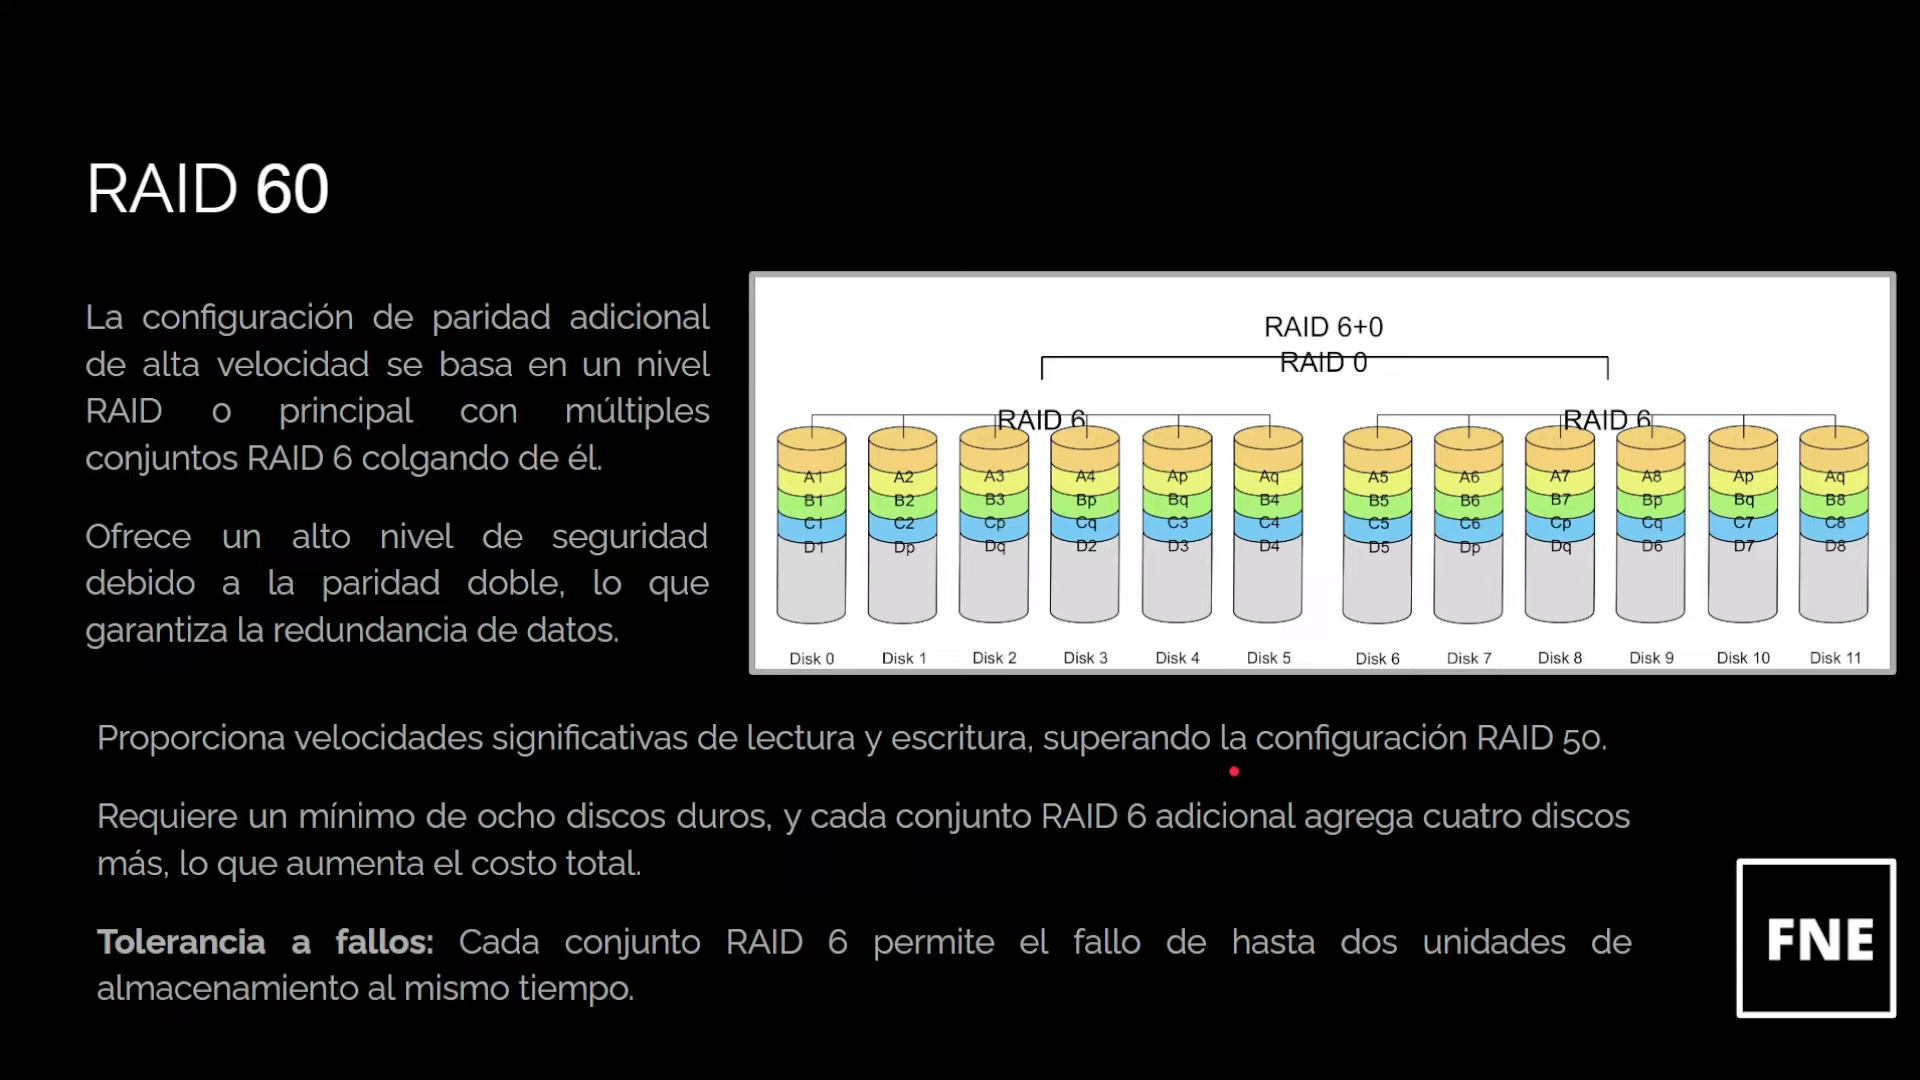 RAID 60
La configuración de paridad adicional
de alta velocidad se basa en un nivel
RAID 0 principal con múltiples
conjuntos RAID 6 colgando de él.
Ofrece un alto nivel de seguridad
debido a la paridad doble, lo que
garantiza la redundancia de datos.
RAID 6+0
RAID 0
RAID 6 RAID 6
A1 A2 A3 A4 Ap Aq A5 A6 A7 A8 Ap Aq
B1 B2 B3 Bp Bq B4 B5 B6 B7 Bp Bq B8
C1 C2 Cp Cq C3 C4 C5 C6 Cp Cq C7 C8
D1 Dp Dq D2 D3 D4 D5 Dp Dq D6 D7 D8
Disk 0 Disk 1 Disk 2 Disk 3 Disk 4 Disk 5 Disk 6 Disk 7 Disk 8 Disk 9 Disk 10 Disk 11
Proporciona velocidades significativas de lectura y escritura, superando la configuración RAID 50.
Requiere un mínimo de ocho discos duros, y cada conjunto RAID 6 adicional agrega cuatro discos
más, lo que aumenta el costo total.
Tolerancia a fallos: Cada conjunto RAID 6 permite el fallo de hasta dos unidades de
almacenamiento al mismo tiempo.
FNE